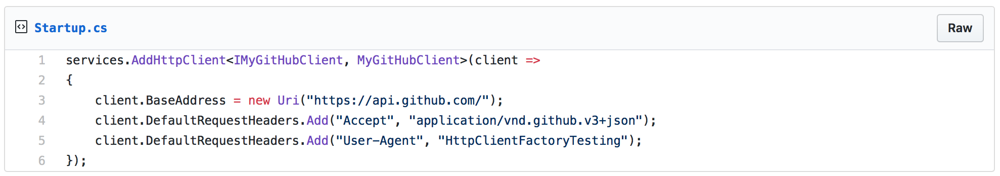 Startup.cs
Raw
1 services.AddHttpClient<IMyGitHubClient, MyGitHubClient>(client =>
2 {
3     client.BaseAddress = new Uri("https://api.github.com/");
4     client.DefaultRequestHeaders.Add("Accept", "application/vnd.github.v3+json");
5     client.DefaultRequestHeaders.Add("User-Agent", "HttpClientFactoryTesting");
6 });